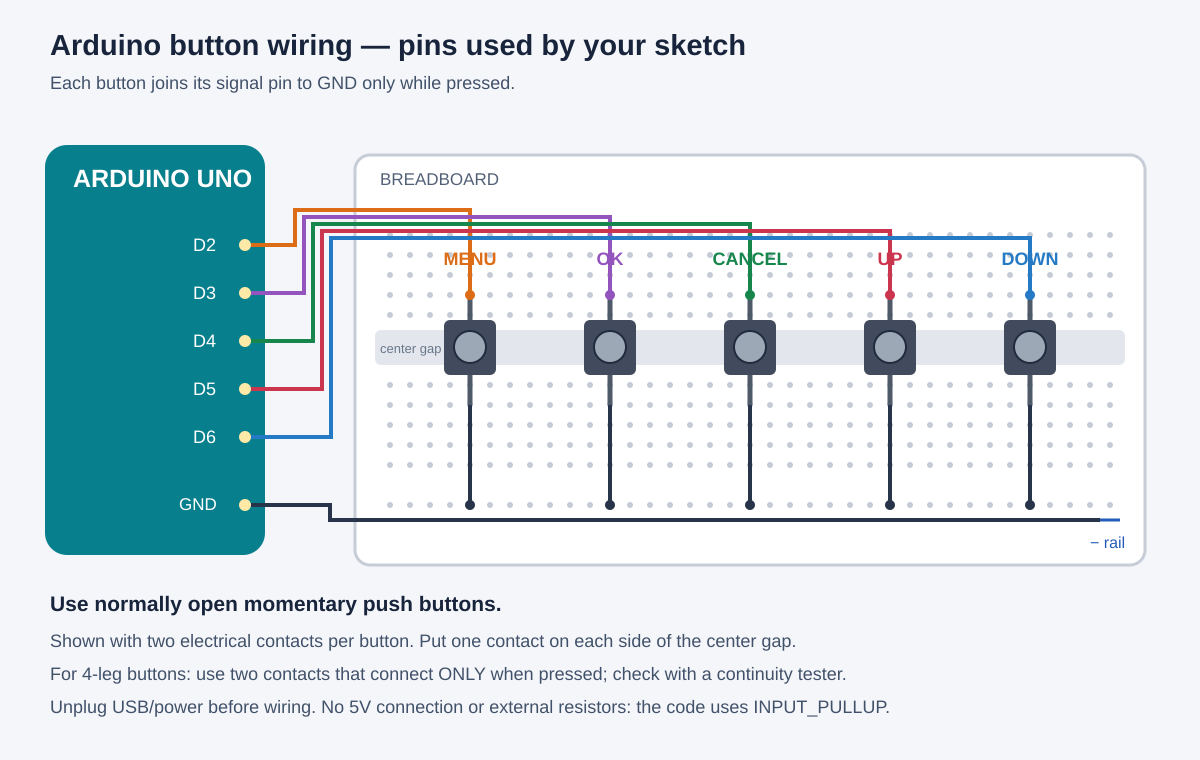 Arduino button wiring — pins used by your sketch
Each button joins its signal pin to GND only while pressed.
ARDUINO UNO
BREADBOARD
D2
MENU
OK
CANCEL
UP
DOWN
D3
D4
center gap
D5
D6
GND
− rail
Use normally open momentary push buttons.
Shown with two electrical contacts per button. Put one contact on each side of the center gap.
For 4-leg buttons: use two contacts that connect ONLY when pressed; check with a continuity tester.
Unplug USB/power before wiring. No 5V connection or external resistors: the code uses INPUT_PULLUP.